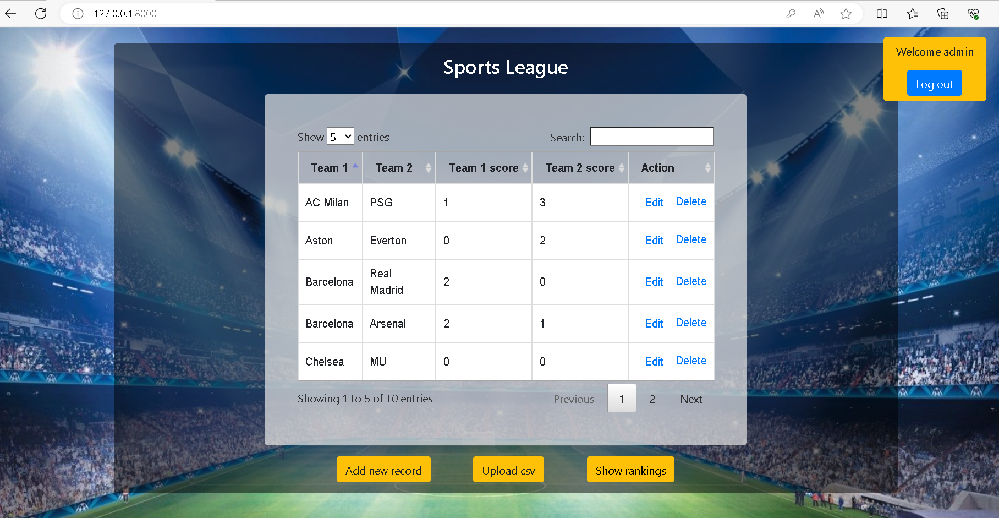 127.0.0.1:8000
Welcome admin
Log out
Sports League
Show 5 entries
Search:
Team 1 Team 2 Team 1 score Team 2 score Action
AC Milan PSG 1 3 Edit Delete
Aston Everton 0 2 Edit Delete
Barcelona Real Madrid 2 0 Edit Delete
Barcelona Arsenal 2 1 Edit Delete
Chelsea MU 0 0 Edit Delete
Showing 1 to 5 of 10 entries
Previous 1 2 Next
Add new record Upload csv Show rankings